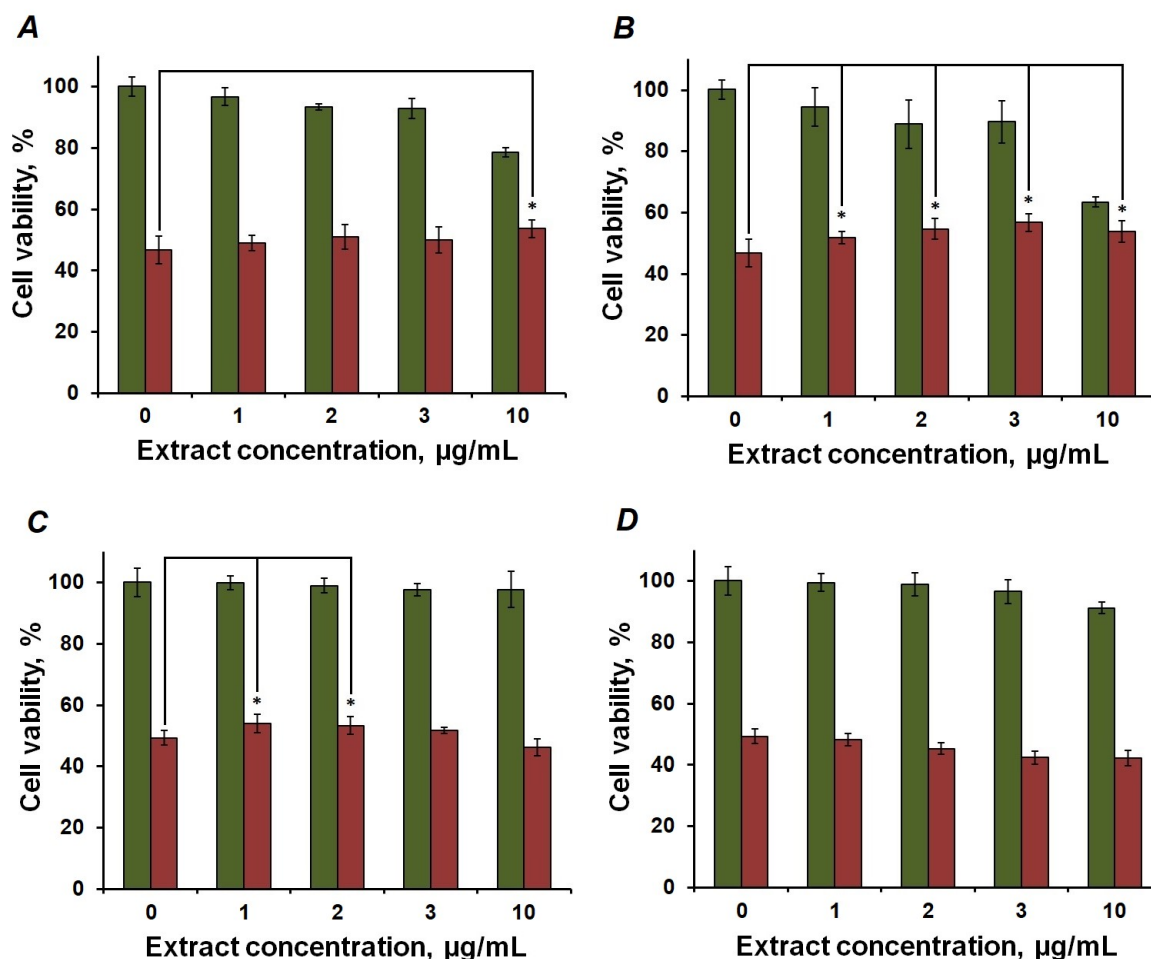 A
Cell vability, %
100
80
60
40
20
0
*
0 1 2 3 10
Extract concentration, µg/mL
B
Cell vability, %
100
80
60
40
20
0
* * * *
0 1 2 3 10
Extract concentration, µg/mL
C
Cell vability, %
100
80
60
40
20
0
* *
0 1 2 3 10
Extract concentration, µg/mL
D
Cell vability, %
100
80
60
40
20
0
0 1 2 3 10
Extract concentration, µg/mL